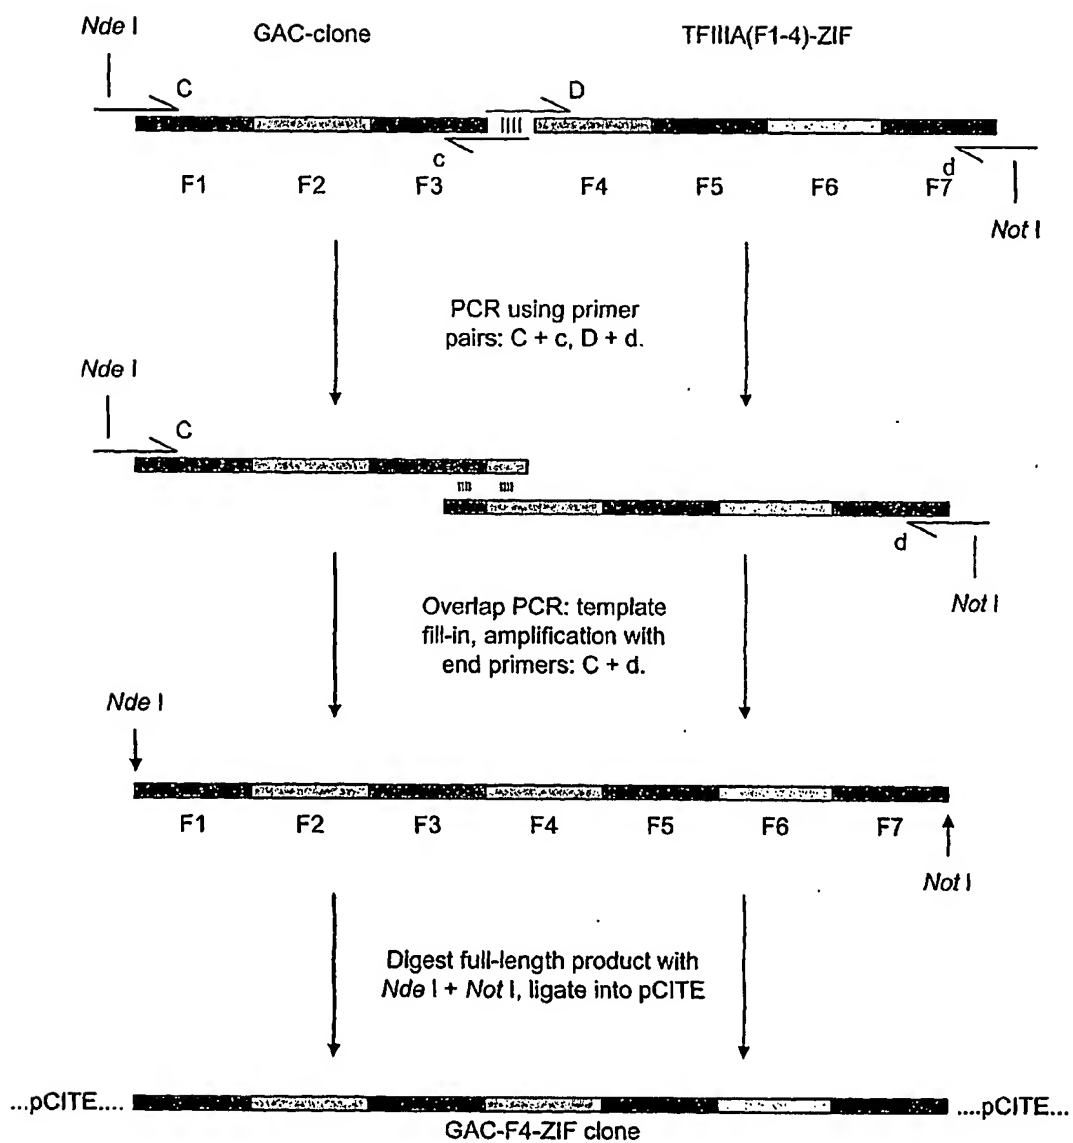 Nde I
GAC-clone
TFIIIA(F1-4)-ZIF
C
D
c
d
F1
F2
F3
F4
F5
F6
F7
Not I
PCR using primer
pairs: C + c, D + d.
Nde I
C
d
Not I
Overlap PCR: template
fill-in, amplification with
end primers: C + d.
Nde I
F1
F2
F3
F4
F5
F6
F7
Not I
Digest full-length product with
Nde I + Not I, ligate into pCITE
...pCITE....
....pCITE...
GAC-F4-ZIF clone